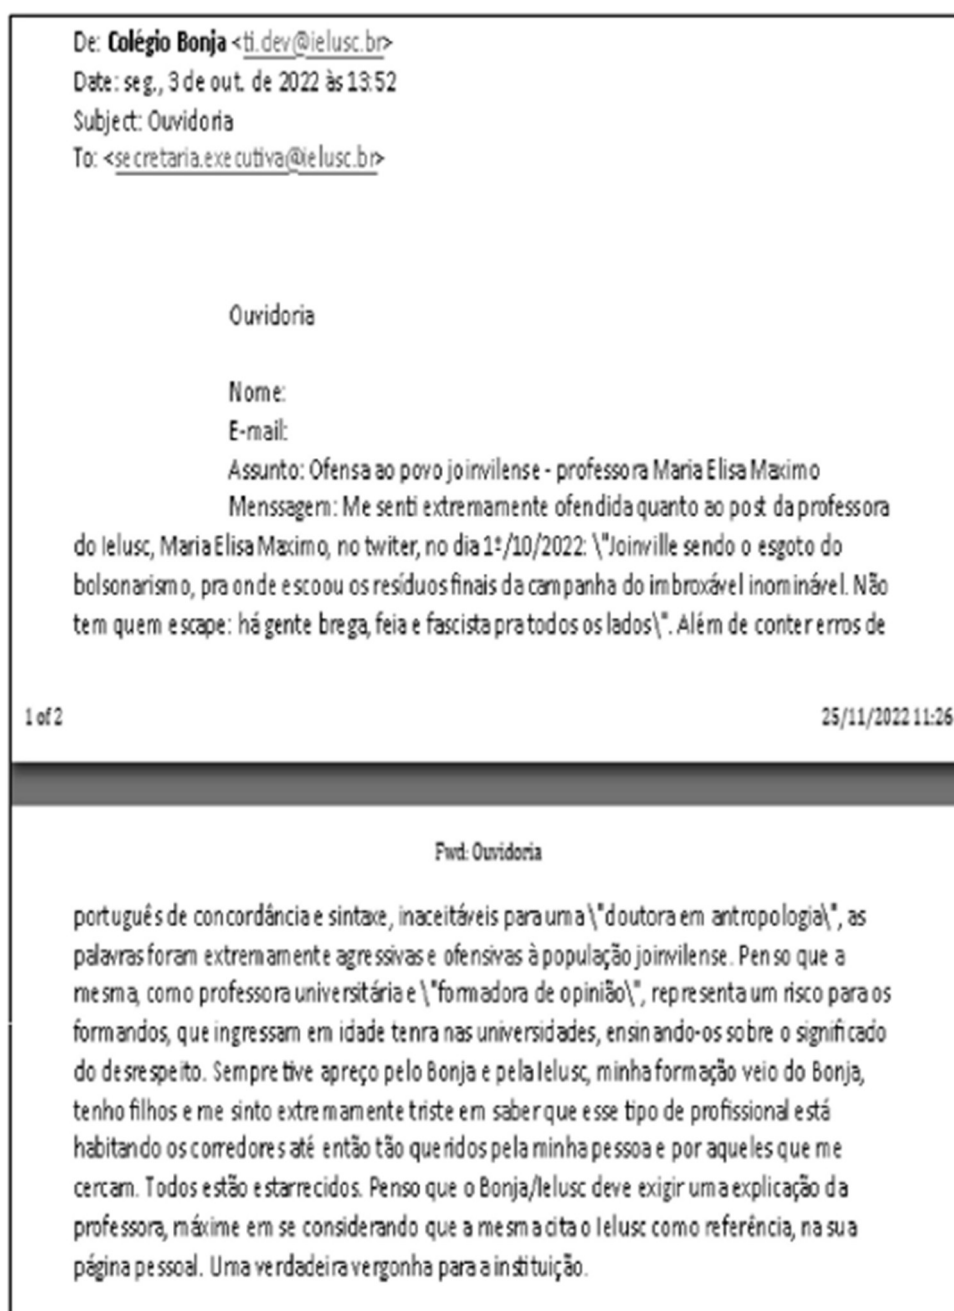 De: Colégio Bonja <ti.dev@ielusc.br>
Date: seg., 3 de out. de 2022 às 13:52
Subject: Ouvidoria
To: <secretaria.executiva@ielusc.br>
Ouvidoria
Nome:
E-mail:
Assunto: Ofensa ao povo joinvilense - professora Maria Elisa Maximo
Menssagem: Me senti extremamente ofendida quanto ao post da professora
do Ielusc, Maria Elisa Maximo, no twiter, no dia 1º/10/2022: \"Joinville sendo o esgoto do
bolsonarismo, pra onde escoou os resíduos finais da campanha do imbroxável inominável. Não
tem quem escape: há gente brega, feia e fascista pra todos os lados\". Além de conter erros de
1 of 2
25/11/2022 11:26
Fwd: Ouvidoria
português de concordância e sintaxe, inaceitáveis para uma \"doutora em antropologia\", as
palavras foram extremamente agressivas e ofensivas à população joinvilense. Penso que a
mesma, como professora universitária e \"formadora de opinião\", representa um risco para os
formandos, que ingressam em idade tenra nas universidades, ensinando-os sobre o significado
do desrespeito. Sempre tive apreço pelo Bonja e pela Ielusc, minha formação veio do Bonja,
tenho filhos e me sinto extremamente triste em saber que esse tipo de profissional está
habitando os corredores até então tão queridos pela minha pessoa e por aqueles que me
cercam. Todos estão estarrecidos. Penso que o Bonja/Ielusc deve exigir uma explicação da
professora, máxime em se considerando que a mesma cita o Ielusc como referência, na sua
página pessoal. Uma verdadeira vergonha para a instituição.